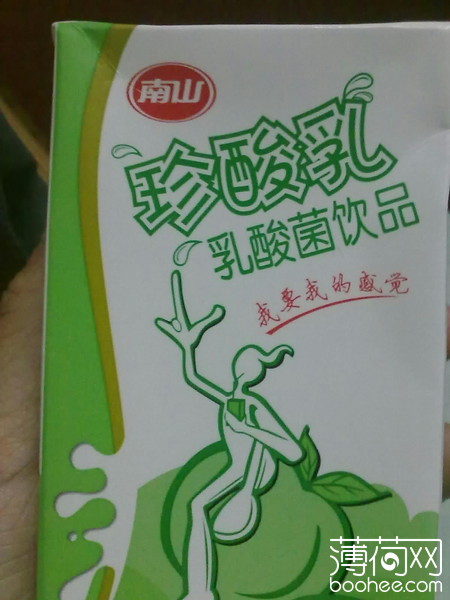 南山
珍酸乳
乳酸菌饮品
我要我的感觉
薄荷网
boohee.com